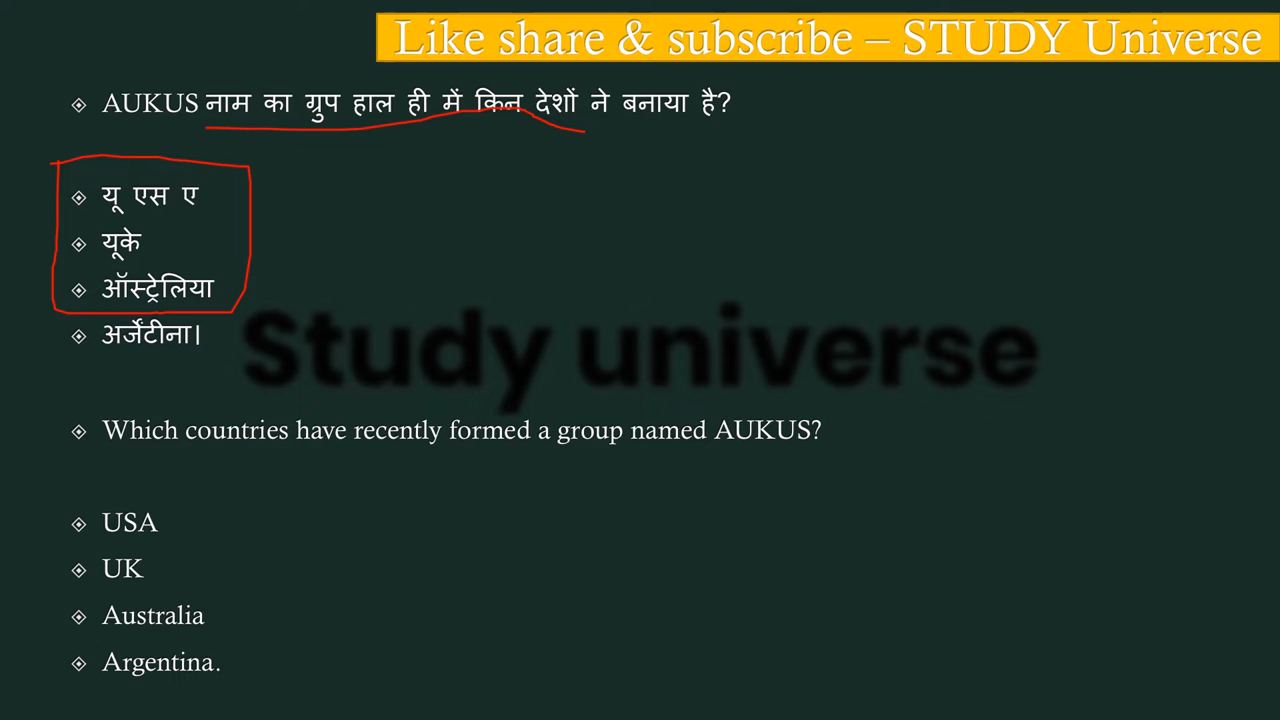 Like share & subscribe – STUDY Universe
AUKUS नाम का ग्रुप हाल ही में किन देशों ने बनाया है?
यू एस ए
यूके
ऑस्ट्रेलिया
अर्जेंटीना।
Study universe
Which countries have recently formed a group named AUKUS?
USA
UK
Australia
Argentina.